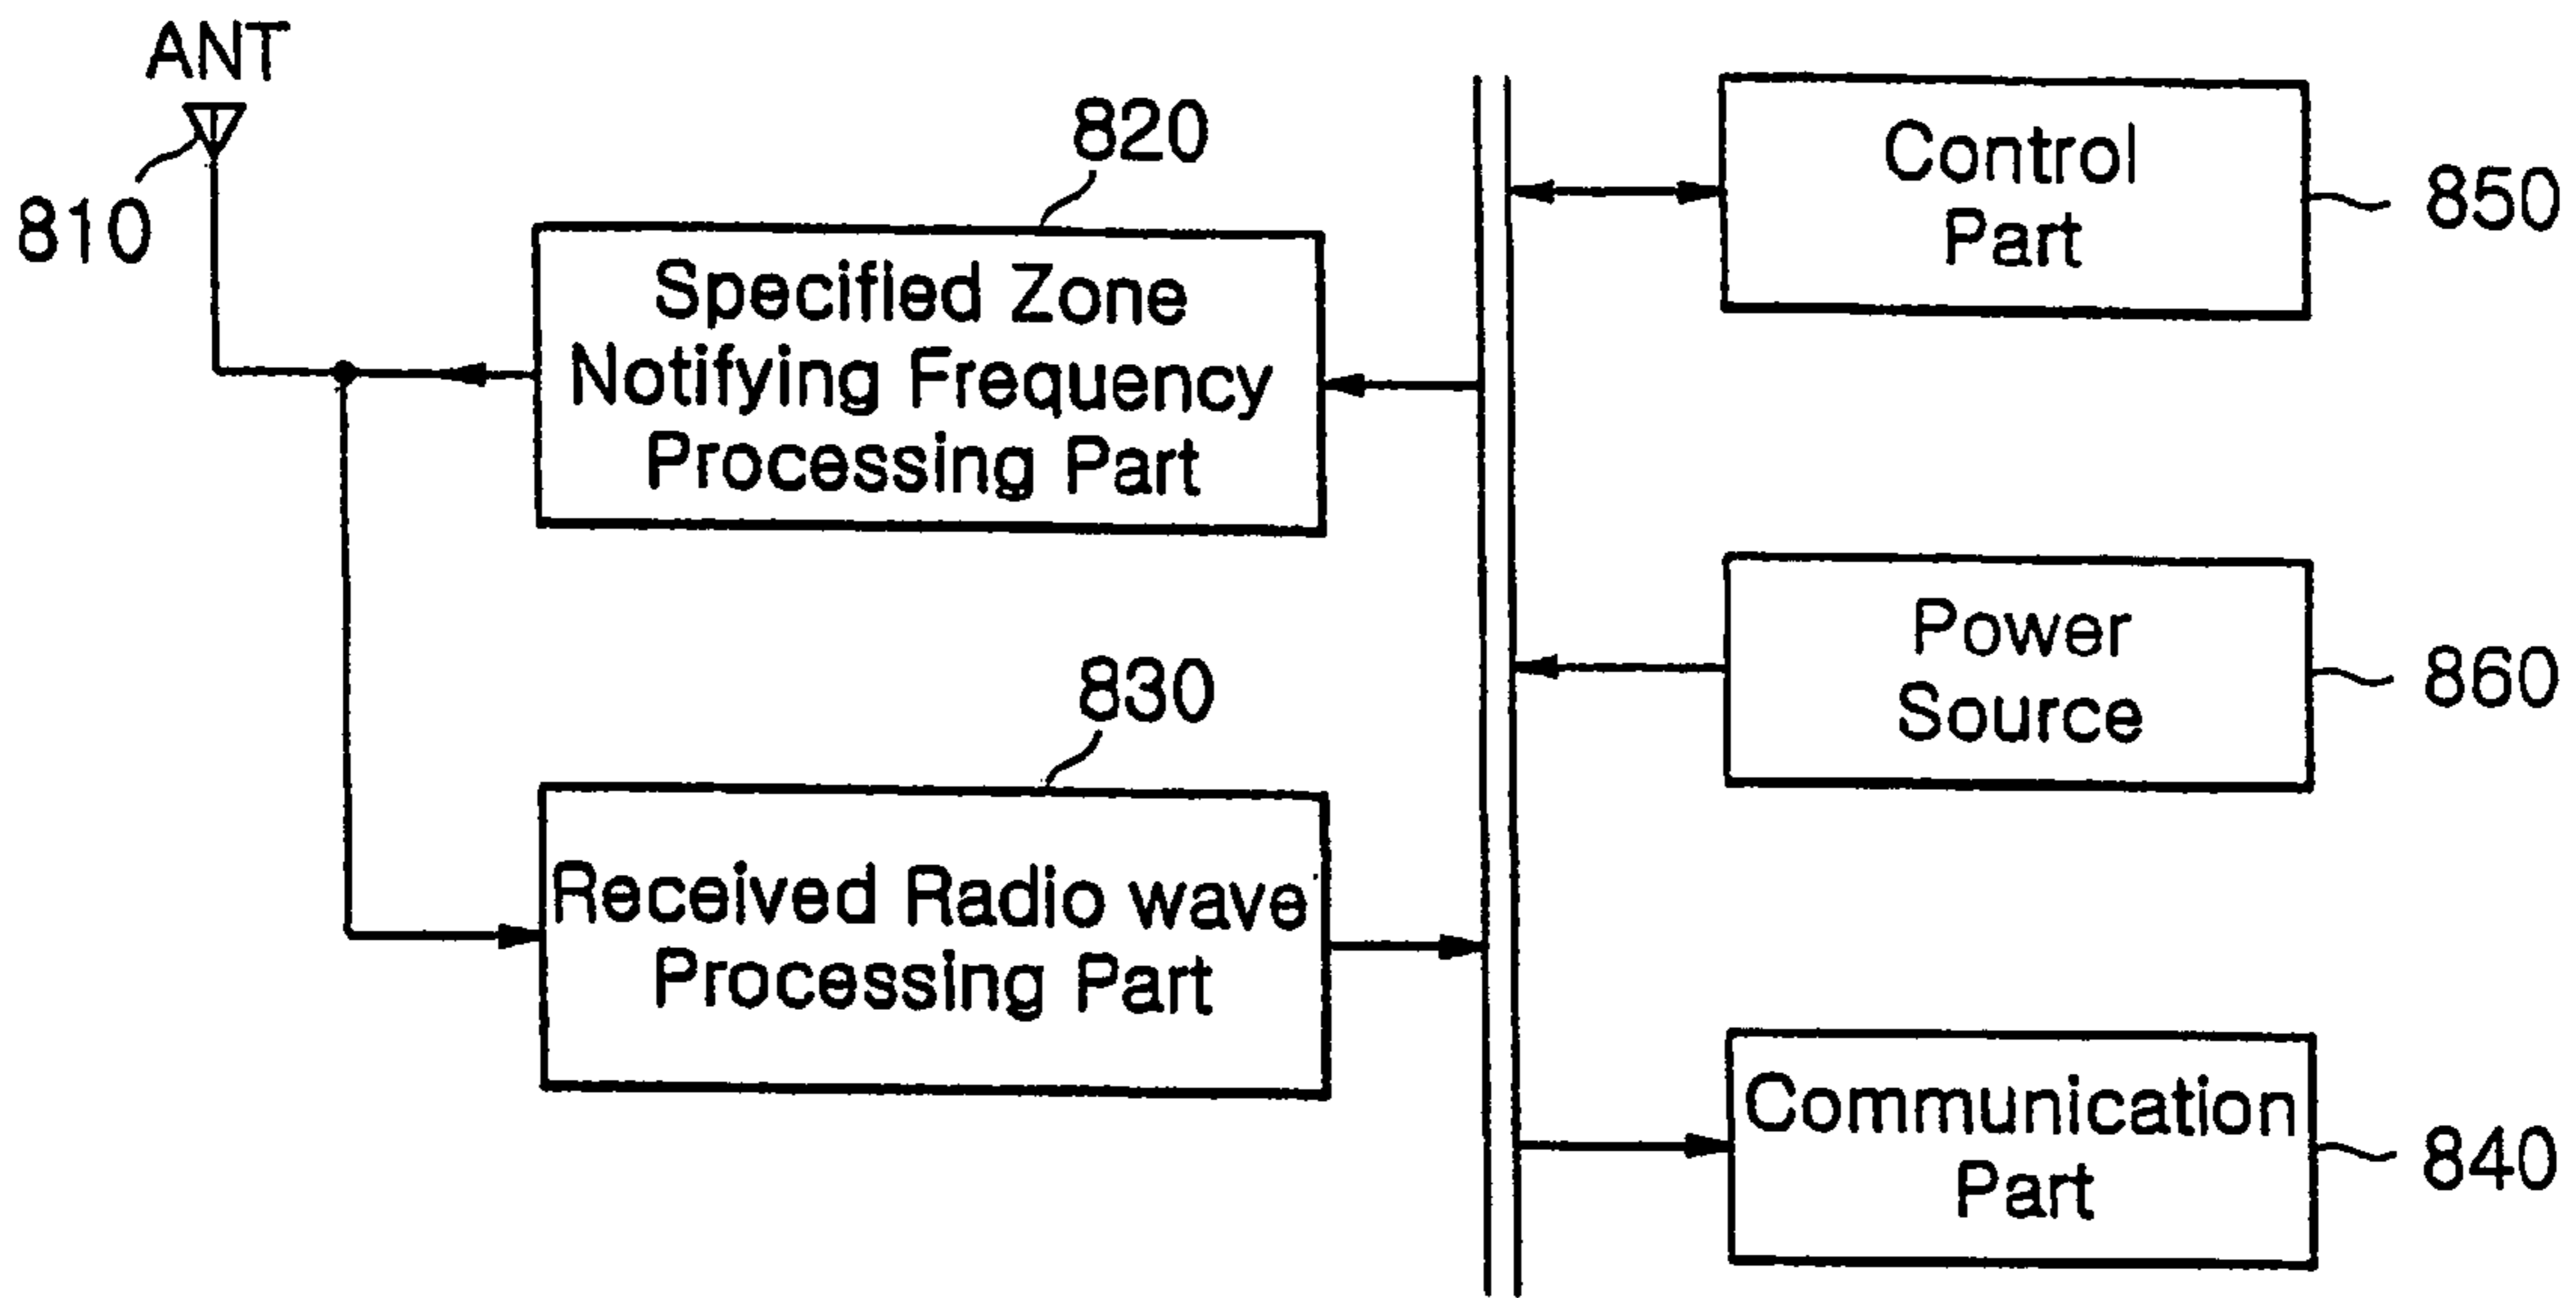 ANT
810
820
Specified Zone
Notifying Frequency
Processing Part
830
Received Radio wave
Processing Part
Control
Part
850
Power
Source
860
Communication
Part
840